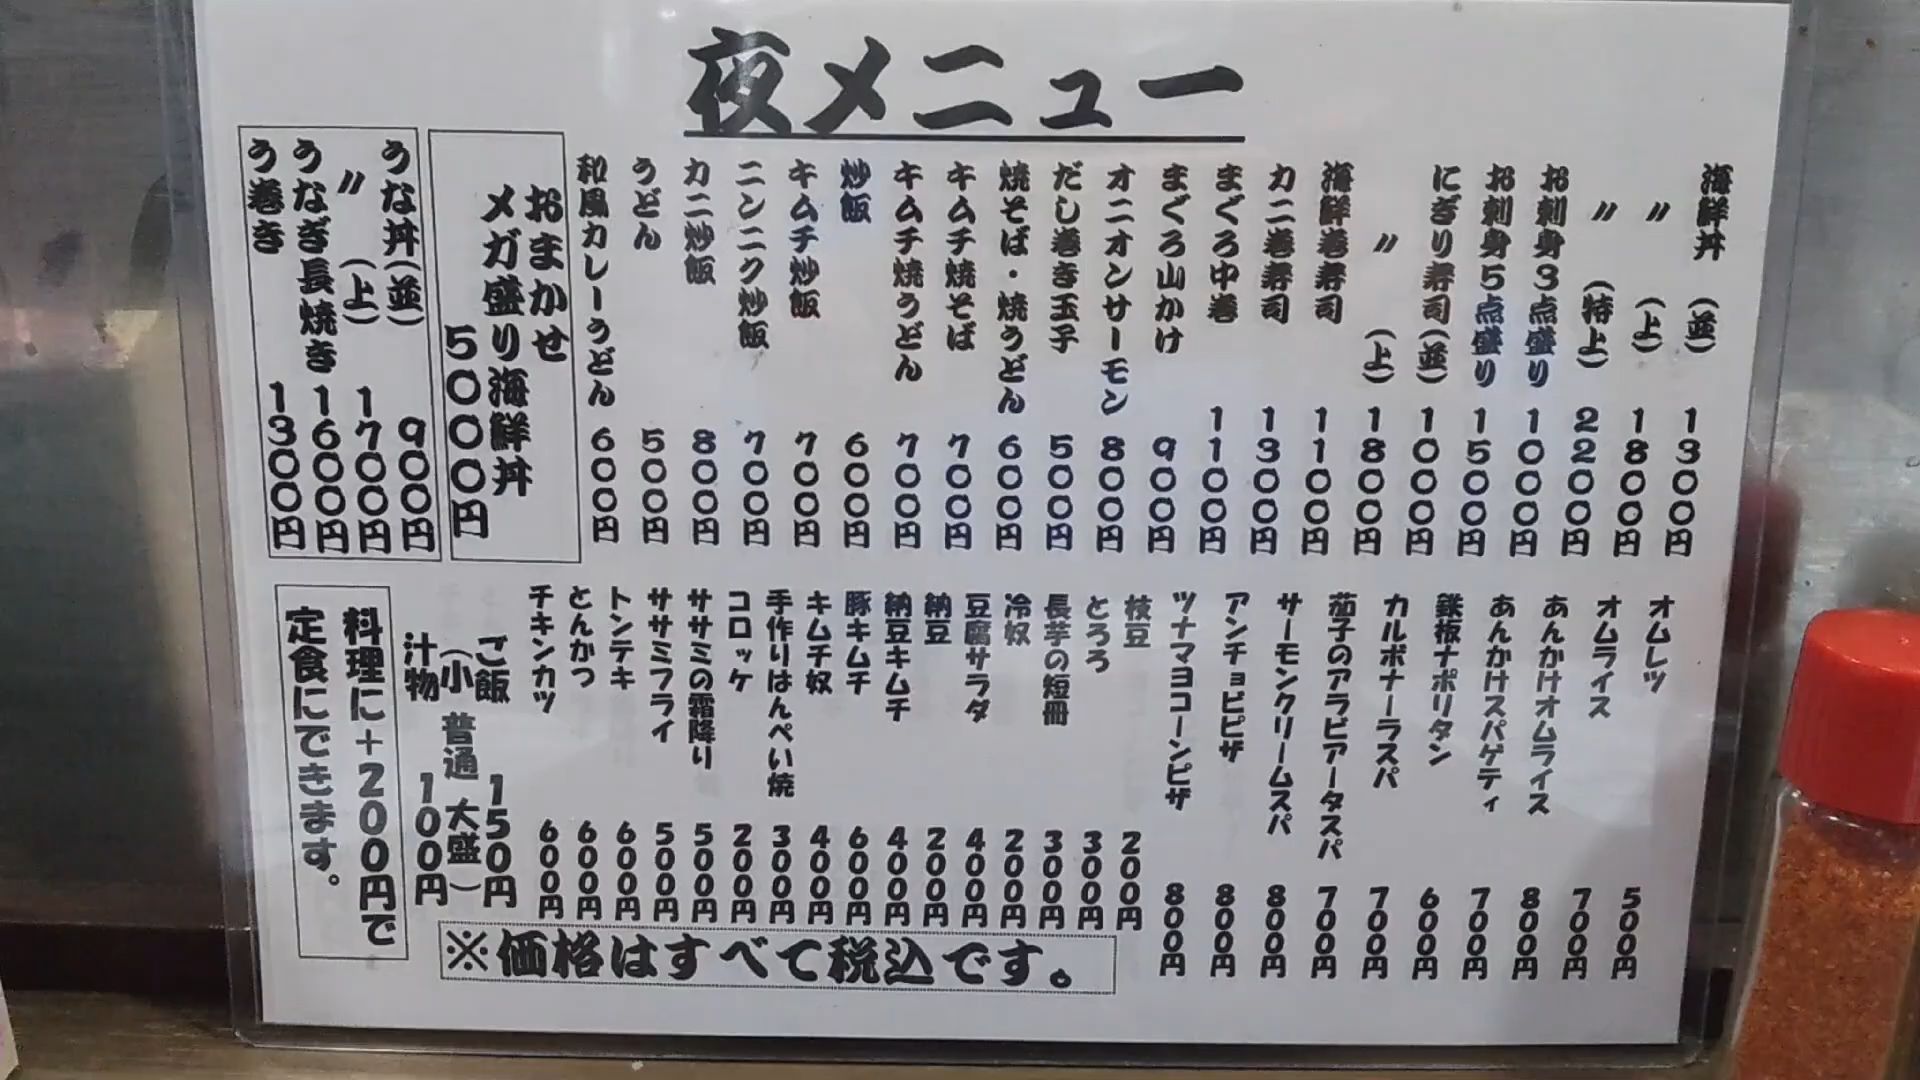 夜メニュー
海鮮丼 (並) 1300円
〃 (上) 1800円
〃 (特上) 2200円
お刺身3点盛り 1000円
お刺身5点盛り 1500円
にぎり寿司(並) 1000円
〃 (上) 1800円
海鮮巻寿司 1100円
カニ巻寿司 1300円
まぐろ中巻 1100円
まぐろ山かけ 900円
オニオンサーモン 800円
だし巻き玉子 500円
焼そば・焼うどん 600円
キムチ焼そば 700円
キムチ焼うどん 700円
炒飯 600円
キムチ炒飯 700円
ニンニク炒飯 700円
カニ炒飯 800円
うどん 500円
和風カレーうどん 600円
おまかせ
メガ盛り海鮮丼
5000円
うな丼(並) 900円
〃 (上) 1700円
うなぎ長焼き 1600円
う巻き 1300円
オムレツ 500円
オムライス 700円
あんかけオムライス 800円
あんかけスパゲティ 700円
鉄板ナポリタン 600円
カルボナーラスパ 700円
茄子のアラビアータスパ 700円
サーモンクリームスパ 800円
アンチョビピザ 800円
ツナマヨコーンピザ 800円
枝豆 200円
とろろ 300円
長芋の短冊 300円
冷奴 200円
豆腐サラダ 400円
納豆 200円
納豆キムチ 400円
豚キムチ 600円
キムチ奴 400円
手作りはんぺい焼 300円
コロッケ 200円
ササミの霜降り 500円
ササミフライ 500円
トンテキ 600円
とんかつ 600円
チキンカツ 600円
ご飯 150円
(小 普通 大盛)
汁物 100円
料理に+200円で
定食にできます。
※価格はすべて税込です。